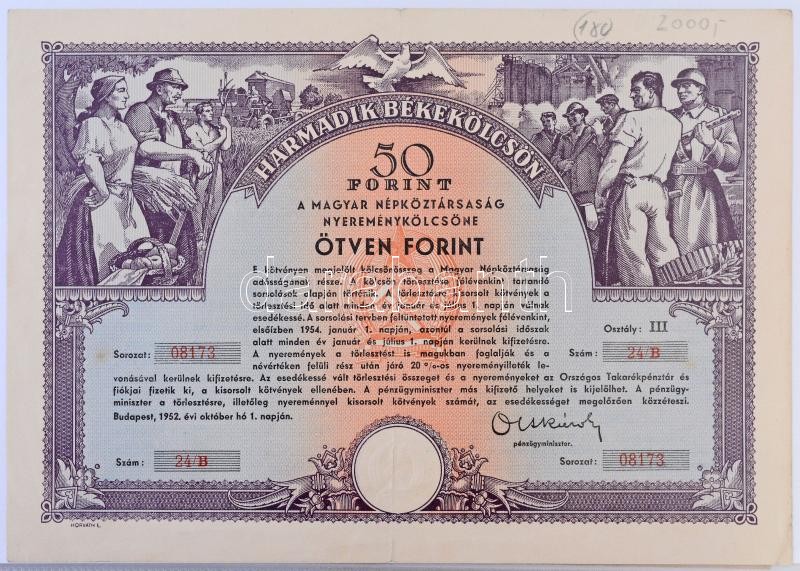 (180) 2000,-
HARMADIK BÉKEKÖLCSÖN
50
FORINT
A MAGYAR NÉPKÖZTÁRSASÁG
NYEREMÉNYKÖLCSÖNE
ÖTVEN FORINT
E kötvényen megjelölt kölcsönösszeg a Magyar Népköztársaság
adósságának része. A kölcsön törlesztése félévenkint tartandó
sorsolások alapján történik. A törlesztésre kisorsolt kötvények a
törlesztési idő alatt minden év január és július 1. napján válnak
esedékessé. A sorsolási tervben feltüntetett nyeremények félévenkint,
elsőízben 1954. január 1. napján, azontúl a sorsolási időszak
alatt minden év január és július 1. napján kerülnek kifizetésre.
A nyeremények a törlesztést is magukban foglalják és a
névértéken felüli rész után járó 20%-os nyereményilleték le-
vonásával kerülnek kifizetésre. Az esedékessé vált törlesztési összeget és a nyereményeket az Országos Takarékpénztár és
fiókjai fizetik ki, a kisorsolt kötvények ellenében. A pénzügyminiszter más kifizető helyeket is kijelölhet. A pénzügy-
miniszter a törlesztésre, illetőleg nyereménnyel kisorsolt kötvények számát, az esedékességet megelőzően közzéteszi.
Budapest, 1952. évi október hó 1. napján.
Osztály: III
Sorozat: 08173
Szám: 24/B
pénzügyminiszter.
Szám: 24/B
Sorozat: 08173
HORVÁTH E.
darabanth